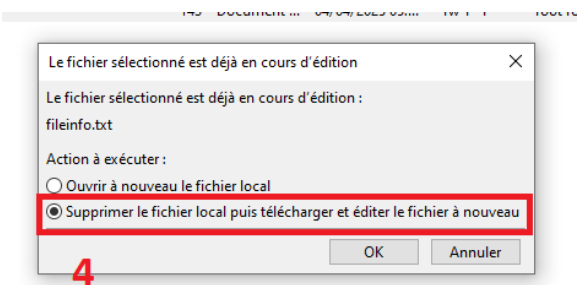 Le fichier sélectionné est déjà en cours d'édition
Le fichier sélectionné est déjà en cours d'édition :
fileinfo.txt
Action à exécuter :
Ouvrir à nouveau le fichier local
Supprimer le fichier local puis télécharger et éditer le fichier à nouveau
OK Annuler
4